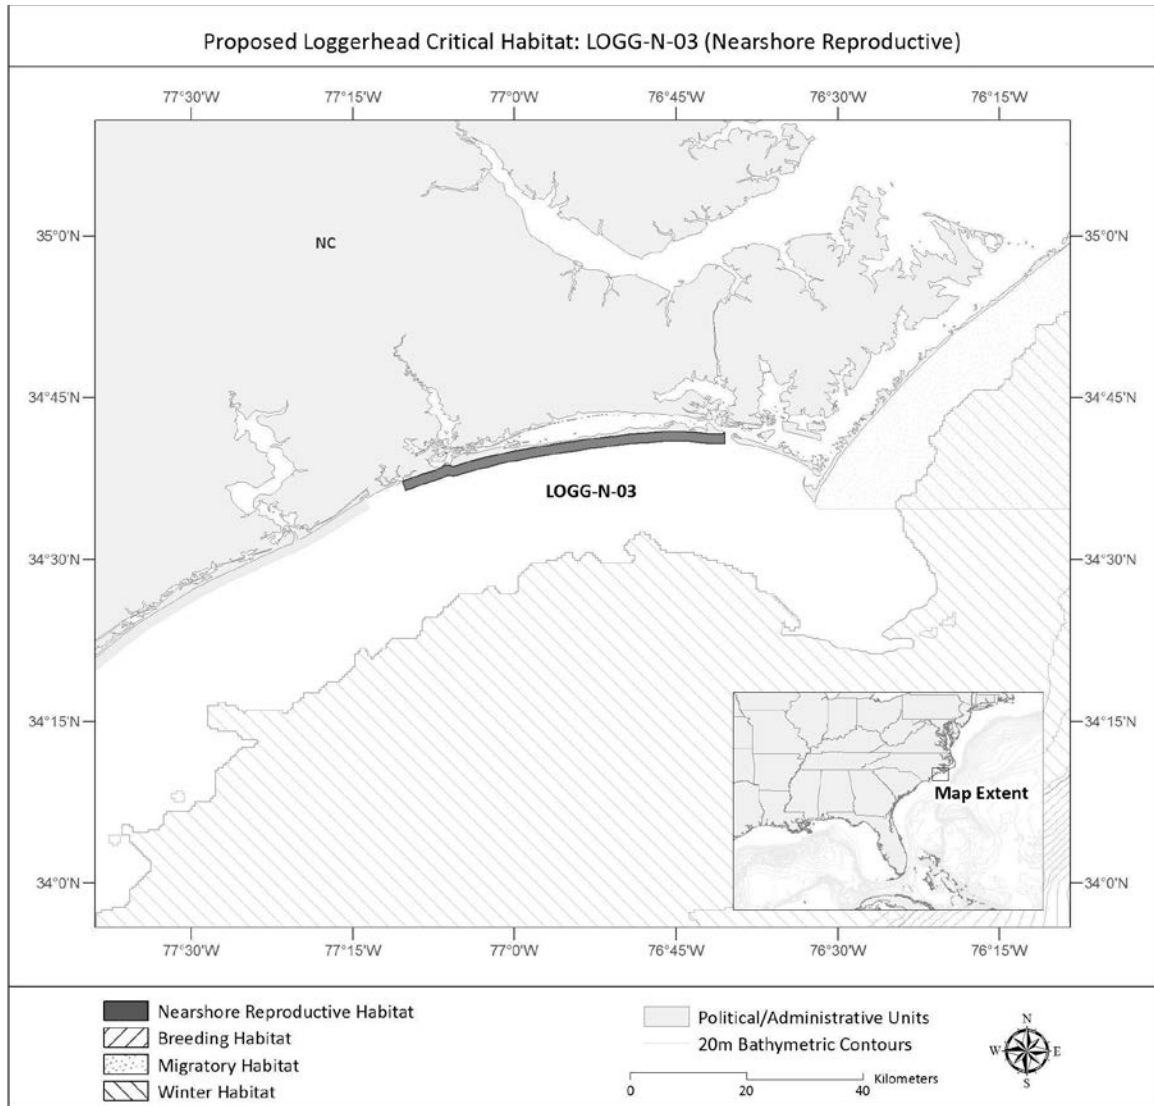 Proposed Loggerhead Critical Habitat: LOGG-N-03 (Nearshore Reproductive)
77°30'W 77°15'W 77°0'W 76°45'W 76°30'W 76°15'W
35°0'N NC 35°0'N
34°45'N 34°45'N
LOGG-N-03
34°30'N 34°30'N
34°15'N 34°15'N
Map Extent
34°0'N 34°0'N
77°30'W 77°15'W 77°0'W 76°45'W 76°30'W 76°15'W
Nearshore Reproductive Habitat
Breeding Habitat
Migratory Habitat
Winter Habitat
Political/Administrative Units
20m Bathymetric Contours
Kilometers
0 20 40
N
W E
S